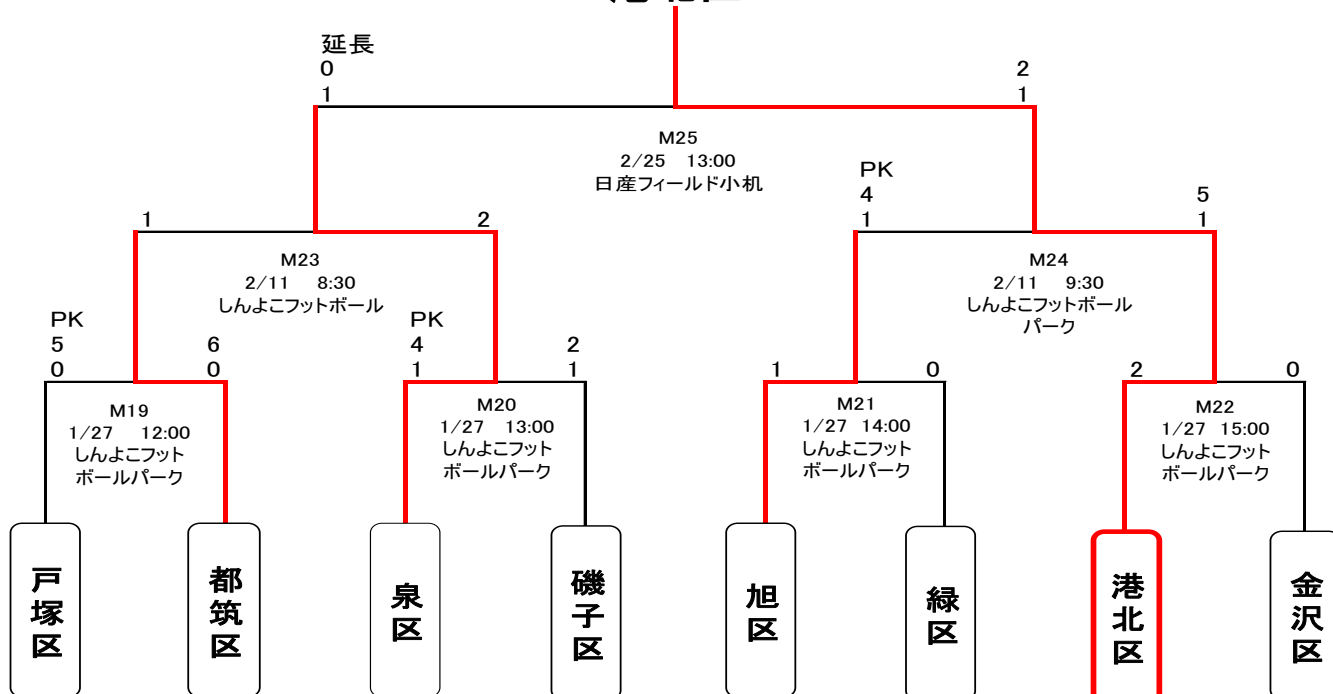 延長
0 2
1 1
M25
2/25 13:00
日産フィールド小机
PK
4 5
1 1
1 2
M23
2/11 8:30
しんよこフットボール
M24
2/11 9:30
しんよこフットボール
パーク
PK
5 6
0 0
PK
4 2
1 1
1 0
2 0
M19
1/27 12:00
しんよこフット
ボールパーク
M20
1/27 13:00
しんよこフット
ボールパーク
M21
1/27 14:00
しんよこフット
ボールパーク
M22
1/27 15:00
しんよこフット
ボールパーク
戸塚区
都筑区
泉区
磯子区
旭区
緑区
港北区
金沢区